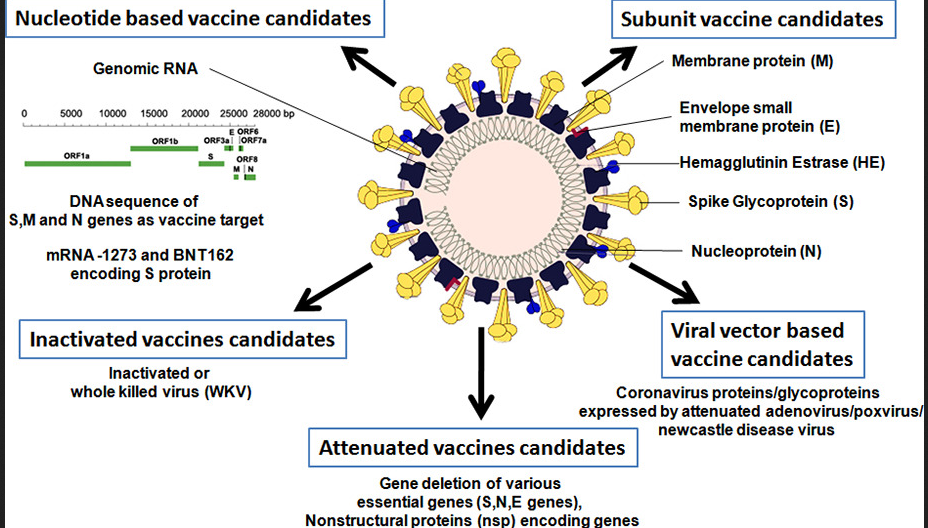 Nucleotide based vaccine candidates
Subunit vaccine candidates
Genomic RNA
0 5000 10000 15000 20000 25000 28000 bp
E ORF6
ORF1b ORF3a ORF7a
ORF1a S ORF8
M N
DNA sequence of
S,M and N genes as vaccine target
mRNA -1273 and BNT162
encoding S protein
Membrane protein (M)
Envelope small
membrane protein (E)
Hemagglutinin Estrase (HE)
Spike Glycoprotein (S)
Nucleoprotein (N)
Inactivated vaccines candidates
Inactivated or
whole killed virus (WKV)
Viral vector based
vaccine candidates
Coronavirus proteins/glycoproteins
expressed by attenuated adenovirus/poxvirus/
newcastle disease virus
Attenuated vaccines candidates
Gene deletion of various
essential genes (S,N,E genes),
Nonstructural proteins (nsp) encoding genes